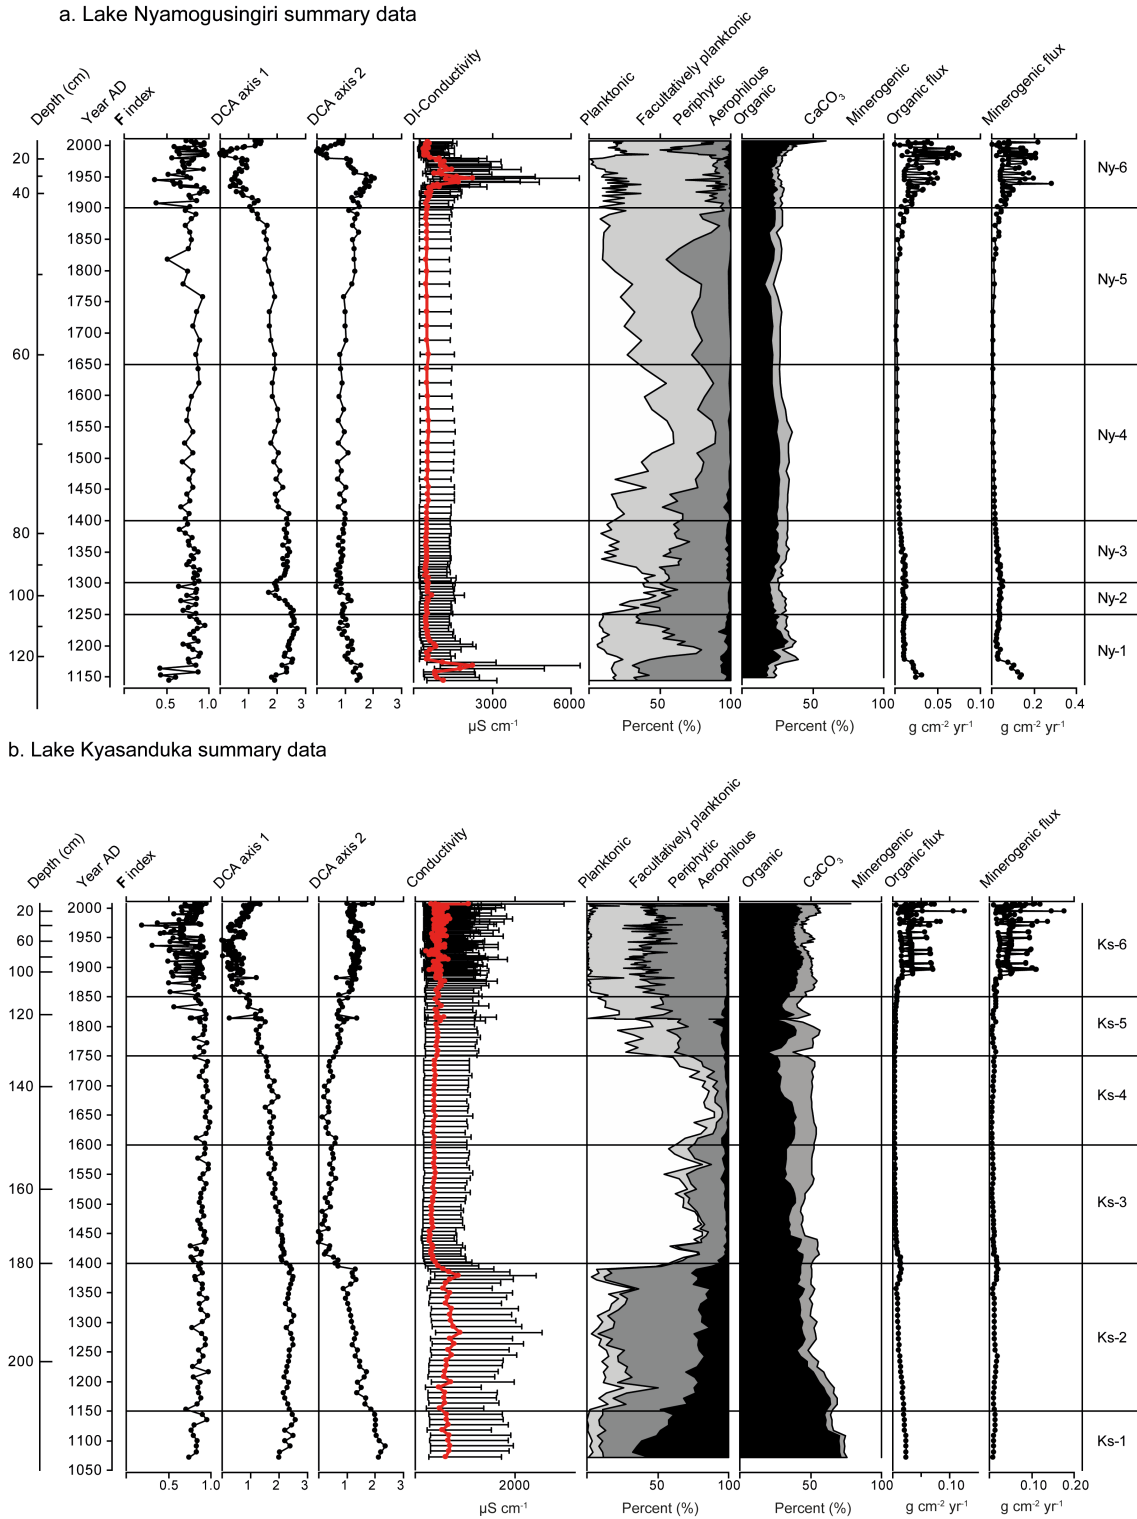 a. Lake Nyamogusingiri summary data
Depth (cm)
Year AD
F index
DCA axis 1
DCA axis 2
DI-Conductivity
Planktonic
Facultatively planktonic
Periphytic
Aerophilous
Organic
CaCO3
Minerogenic
Organic flux
Minerogenic flux
20
40
60
80
100
120
2000
1950
1900
1850
1800
1750
1700
1650
1600
1550
1500
1450
1400
1350
1300
1250
1200
1150
Ny-6
Ny-5
Ny-4
Ny-3
Ny-2
Ny-1
0.5 1.0 1 2 3 1 2 3 3000 6000 50 100 50 100 0.05 0.10 0.2 0.4
µS cm-1 Percent (%) Percent (%) g cm-2 yr-1 g cm-2 yr-1
b. Lake Kyasanduka summary data
Depth (cm)
Year AD
F index
DCA axis 1
DCA axis 2
Conductivity
Planktonic
Facultatively planktonic
Periphytic
Aerophilous
Organic
CaCO3
Minerogenic
Organic flux
Minerogenic flux
20
60
100
120
140
160
180
200
2000
1950
1900
1850
1800
1750
1700
1650
1600
1550
1500
1450
1400
1350
1300
1250
1200
1150
1100
1050
Ks-6
Ks-5
Ks-4
Ks-3
Ks-2
Ks-1
0.5 1.0 1 2 3 1 2 3 2000 50 100 50 100 0.10 0.10 0.20
µS cm-1 Percent (%) Percent (%) g cm-2 yr-1 g cm-2 yr-1